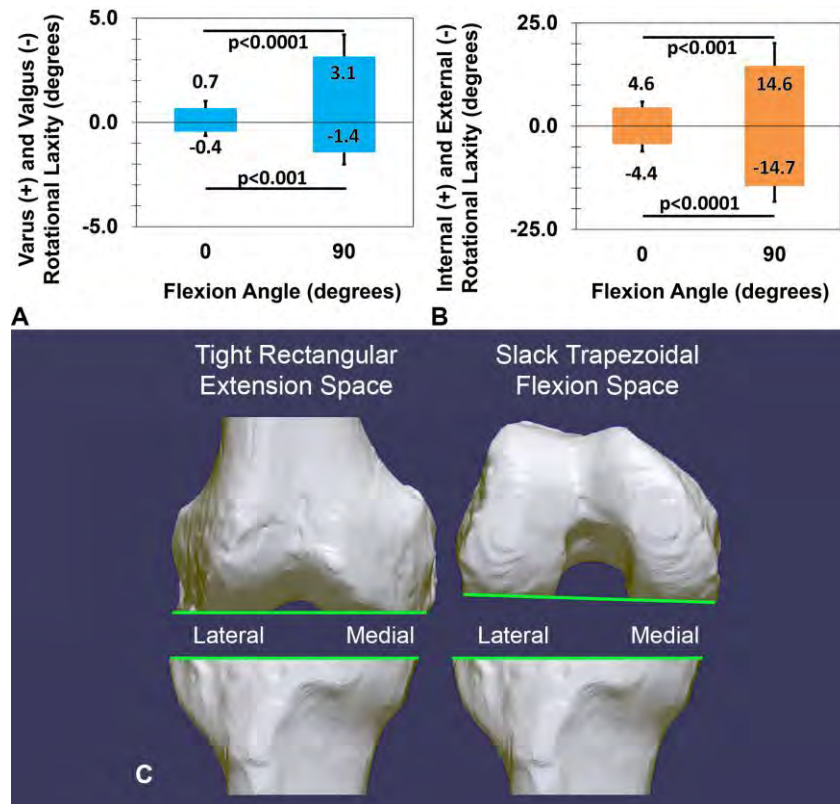 Varus (+) and Valgus (-)
Rotational Laxity (degrees)
5.0
0.0
-5.0
p<0.0001
0.7
3.1
-0.4
-1.4
p<0.001
0
90
Flexion Angle (degrees)
A
Internal (+) and External (-)
Rotational Laxity (degrees)
25.0
0.0
-25.0
p<0.001
4.6
14.6
-4.4
-14.7
p<0.0001
0
90
Flexion Angle (degrees)
B
Tight Rectangular
Extension Space
Slack Trapezoidal
Flexion Space
Lateral
Medial
Lateral
Medial
C